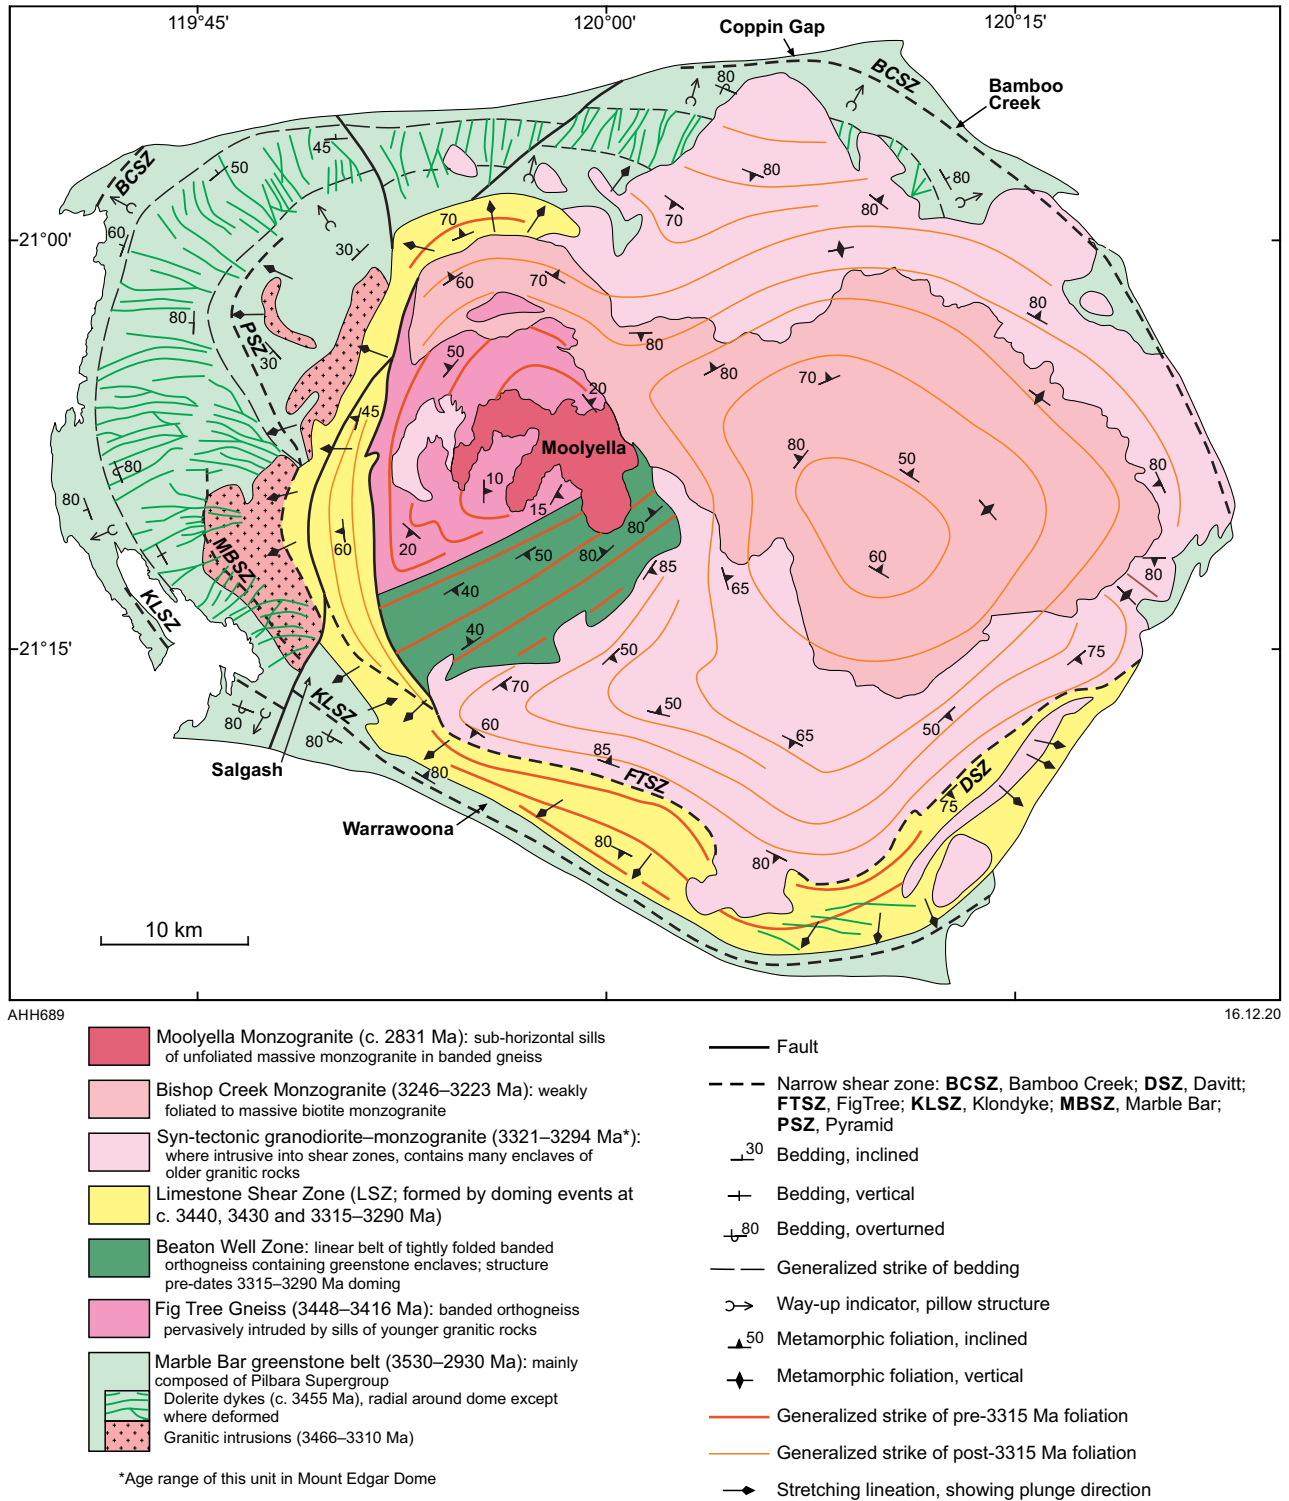 119°45'
120°00'
120°15'
21°00'
21°15'
Coppin Gap
BCSZ
Bamboo
Creek
80
80
45
50
BCSZ
60
30
70
70
80
80
80
PSZ
80
30
60
70
80
80
70
50
20
45
Moolyella
80
50
80
80
10
15
80
80
60
20
50
80
85
60
80
MBSZ
40
65
KLSZ
40
50
75
70
50
KLSZ
80
80
60
65
50
85
Salgash
80
FTSZ
DSZ
75
Warrawoona
80
80
10 km
AHH689
16.12.20
Moolyella Monzogranite (c. 2831 Ma): sub-horizontal sills
of unfoliated massive monzogranite in banded gneiss
Bishop Creek Monzogranite (3246–3223 Ma): weakly
foliated to massive biotite monzogranite
Syn-tectonic granodiorite–monzogranite (3321–3294 Ma*):
where intrusive into shear zones, contains many enclaves of
older granitic rocks
Limestone Shear Zone (LSZ; formed by doming events at
c. 3440, 3430 and 3315–3290 Ma)
Beaton Well Zone: linear belt of tightly folded banded
orthogneiss containing greenstone enclaves; structure
pre-dates 3315–3290 Ma doming
Fig Tree Gneiss (3448–3416 Ma): banded orthogneiss
pervasively intruded by sills of younger granitic rocks
Marble Bar greenstone belt (3530–2930 Ma): mainly
composed of Pilbara Supergroup
Dolerite dykes (c. 3455 Ma), radial around dome except
where deformed
Granitic intrusions (3466–3310 Ma)
*Age range of this unit in Mount Edgar Dome
Fault
Narrow shear zone: BCSZ, Bamboo Creek; DSZ, Davitt;
FTSZ, FigTree; KLSZ, Klondyke; MBSZ, Marble Bar;
PSZ, Pyramid
30 Bedding, inclined
Bedding, vertical
80 Bedding, overturned
Generalized strike of bedding
Way-up indicator, pillow structure
50 Metamorphic foliation, inclined
Metamorphic foliation, vertical
Generalized strike of pre-3315 Ma foliation
Generalized strike of post-3315 Ma foliation
Stretching lineation, showing plunge direction